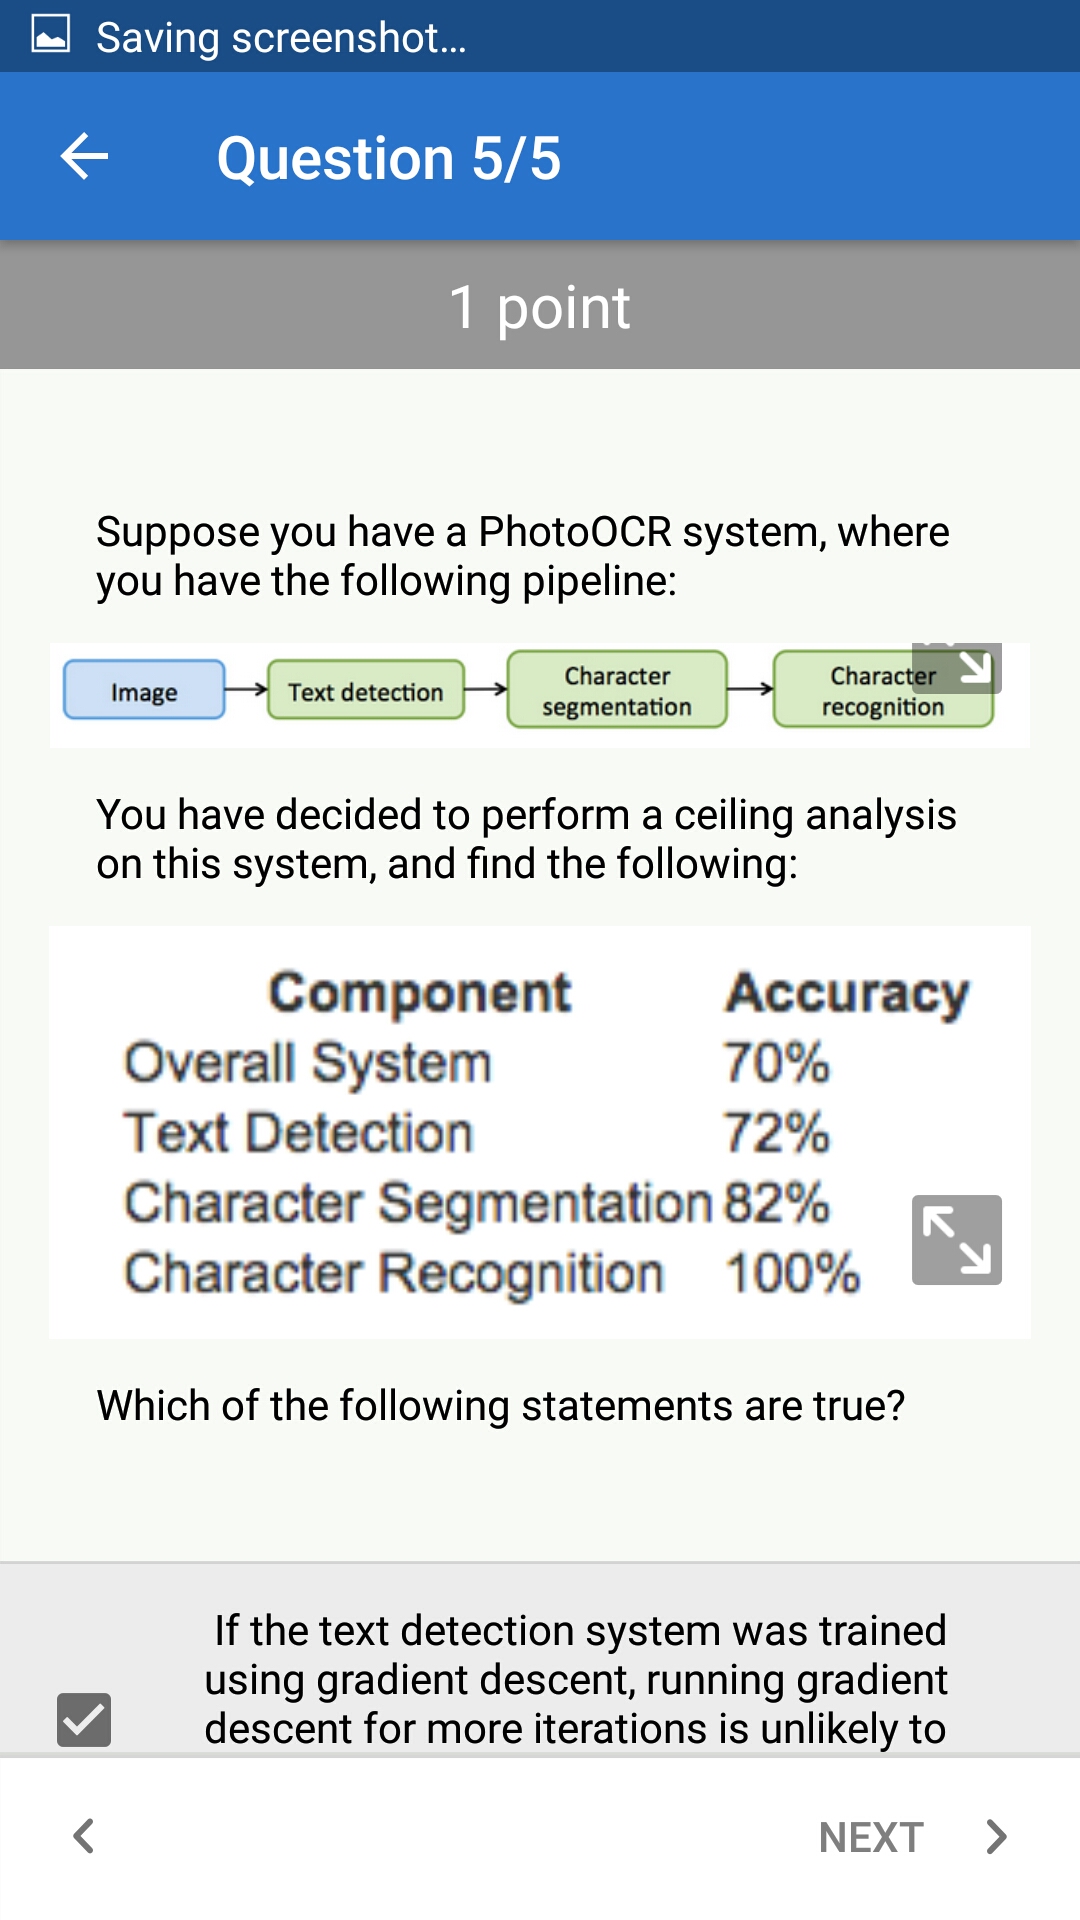 Saving screenshot...
Question 5/5
1 point
Suppose you have a PhotoOCR system, where
you have the following pipeline:
Image
Text detection
Character
segmentation
Character
recognition
You have decided to perform a ceiling analysis
on this system, and find the following:
Component Accuracy
Overall System 70%
Text Detection 72%
Character Segmentation 82%
Character Recognition 100%
Which of the following statements are true?
If the text detection system was trained
using gradient descent, running gradient
descent for more iterations is unlikely to
NEXT